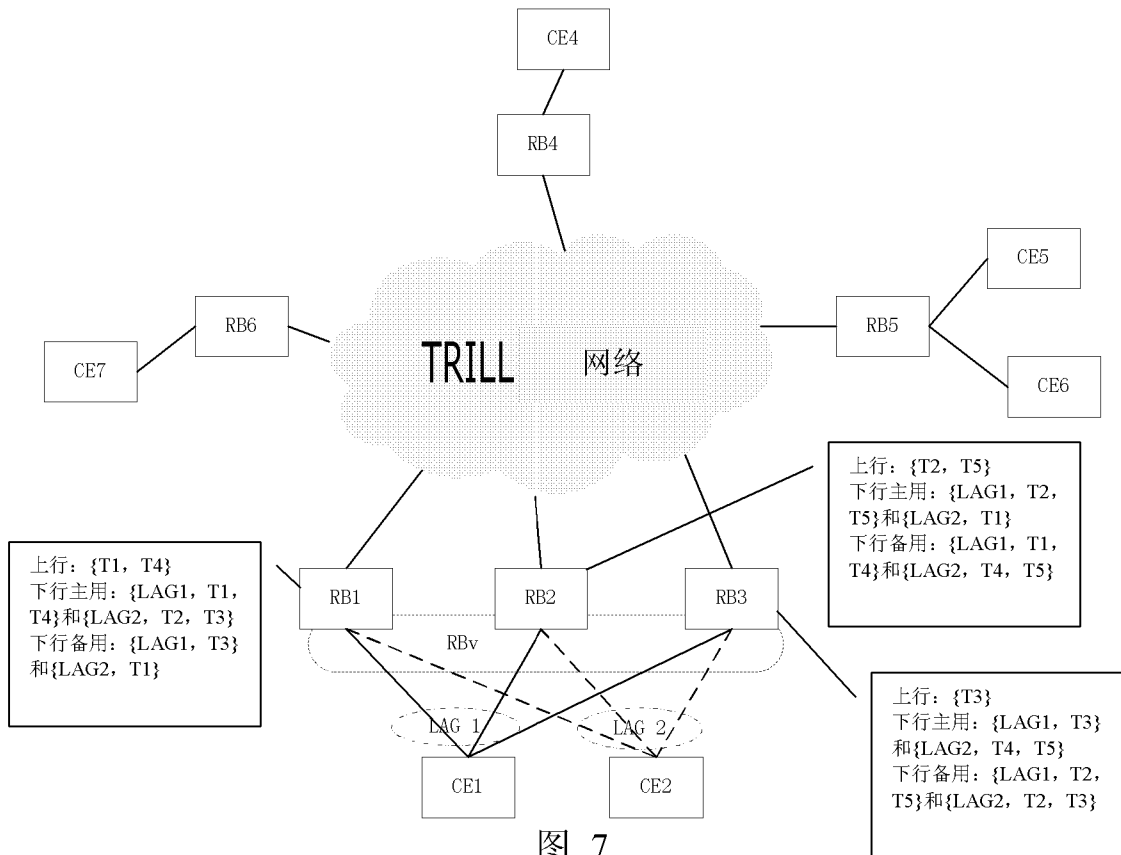 CE4
RB4
CE5
RB6
RB5
TRILL 网络
CE7
CE6
上行：{T2，T5}
下行主用：{LAG1，T2，
T5}和{LAG2，T1}
下行备用：{LAG1，T1，
T4}和{LAG2，T4，T5}
上行：{T1，T4}
下行主用：{LAG1，T1，
T4}和{LAG2，T2，T3}
下行备用：{LAG1，T3}
和{LAG2，T1}
RB1
RB2
RB3
RBv
上行：{T3}
下行主用：{LAG1，T3}
和{LAG2，T4，T5}
下行备用：{LAG1，T2，
T5}和{LAG2，T2，T3}
LAG 1
LAG 2
CE1
CE2
图 7